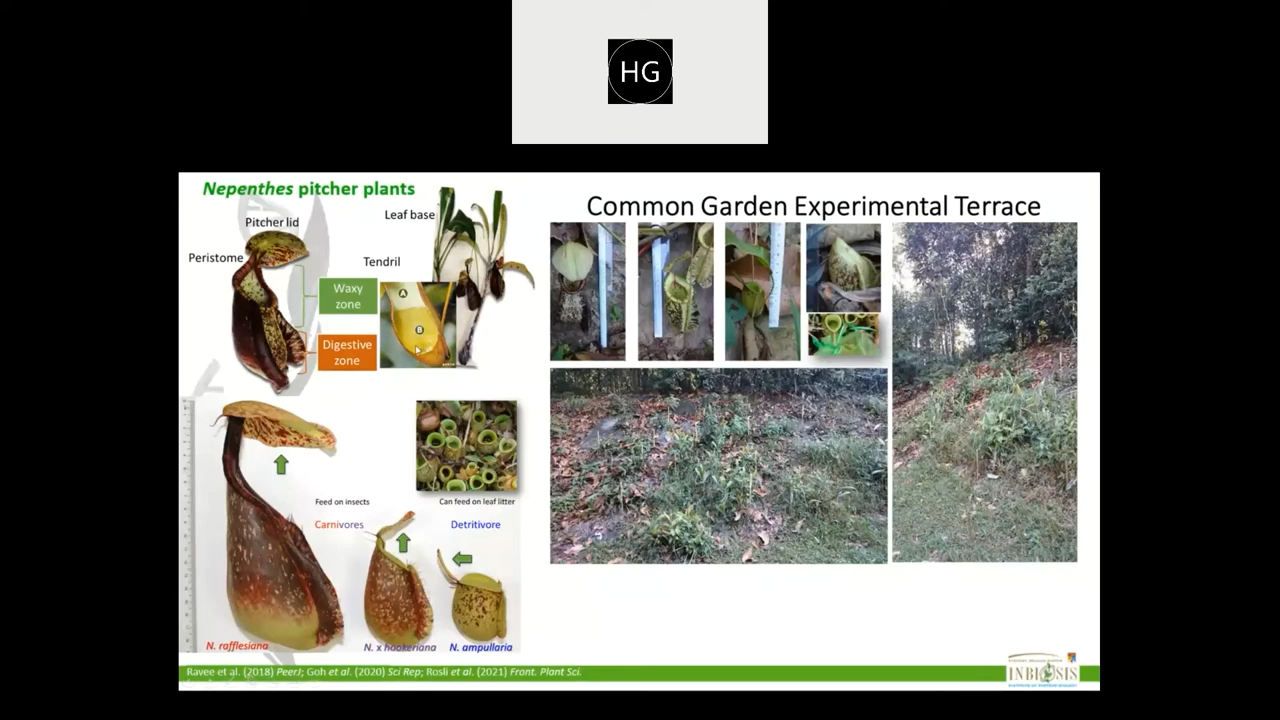 HG
Nepenthes pitcher plants
Pitcher lid
Leaf base
Peristome
Tendril
Waxy
zone
A
B
Digestive
zone
Feed on insects
Can feed on leaf litter
Carnivores
Detritivore
N. rafflesiana
N. x hookeriana
N. ampullaria
Common Garden Experimental Terrace
Ravee et al. (2018) PeerJ; Goh et al. (2020) Sci Rep; Rosli et al. (2021) Front. Plant Sci.
INBIOSIS